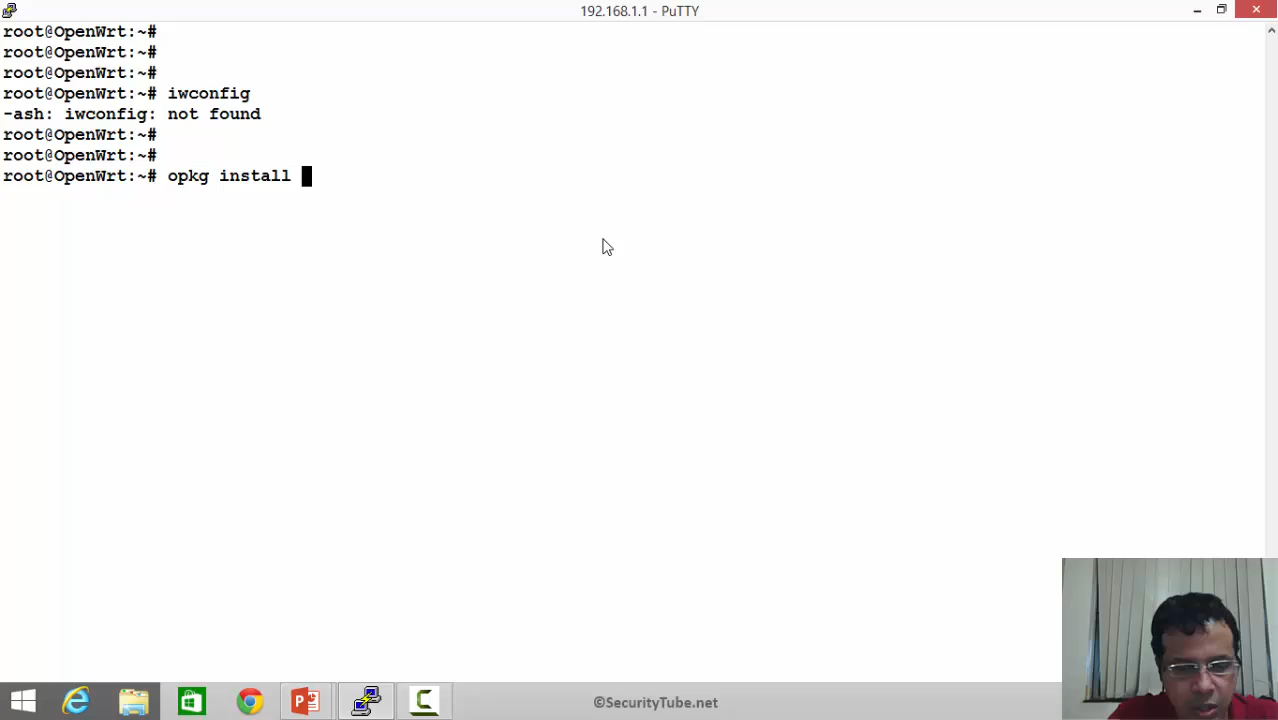 192.168.1.1 - PuTTY
root@OpenWrt:~#
root@OpenWrt:~#
root@OpenWrt:~#
root@OpenWrt:~# iwconfig
-ash: iwconfig: not found
root@OpenWrt:~#
root@OpenWrt:~#
root@OpenWrt:~# opkg install
©SecurityTube.net